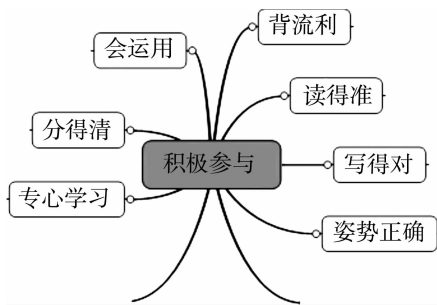 背流利
会运用
读得准
分得清
积极参与
写得对
专心学习
姿势正确